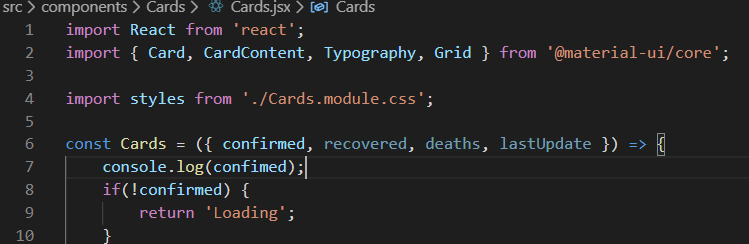 src > components > Cards > Cards.jsx > Cards
1 import React from 'react';
2 import { Card, CardContent, Typography, Grid } from '@material-ui/core';
3
4 import styles from './Cards.module.css';
5
6 const Cards = ({ confirmed, recovered, deaths, lastUpdate }) => {
7 console.log(confimed);
8 if(!confirmed) {
9 return 'Loading';
10 }